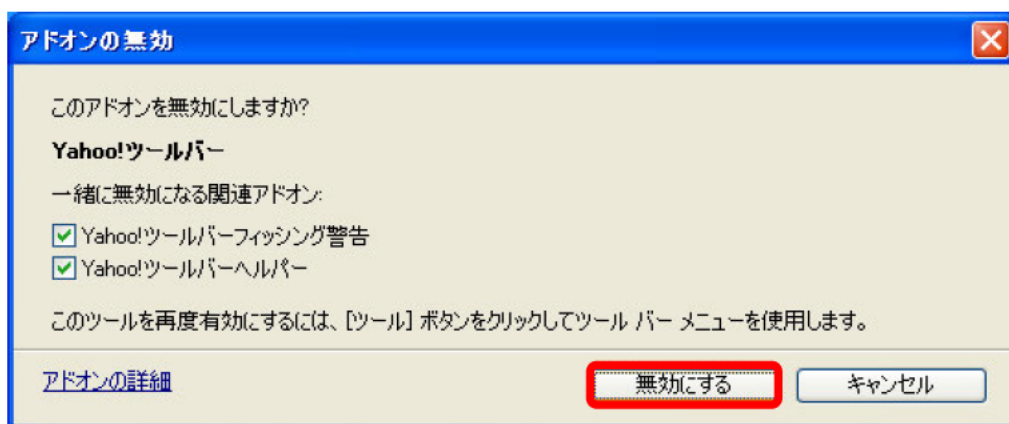 アドオンの無効
このアドオンを無効にしますか?
Yahoo!ツールバー
一緒に無効になる関連アドオン:
Yahoo!ツールバーフィッシング警告
Yahoo!ツールバーヘルパー
このツールを再度有効にするには、[ツール] ボタンをクリックしてツール バー メニューを使用します。
アドオンの詳細
無効にする
キャンセル